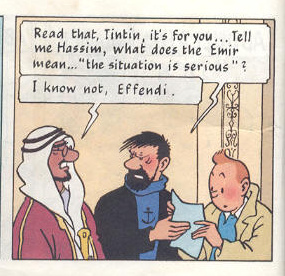 Read that, Tintin, it's for you... Tell
me Hassim, what does the Emir
mean..."the situation is serious"?
I know not, Effendi.